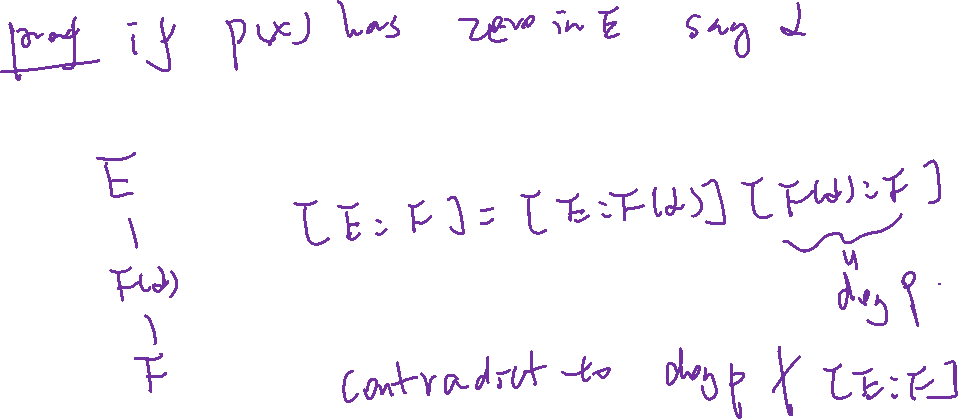 proof if p(x) has zero in E say α
E
|
F(α)
|
F
[E:F] = [E:F(α)] [F(α):F]
||
deg p.
contradict to deg p ∤ [E:F]